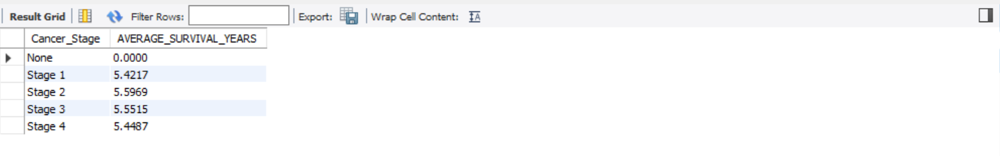 Result Grid Filter Rows: Export: Wrap Cell Content: IA
Cancer_Stage AVERAGE_SURVIVAL_YEARS
None 0.0000
Stage 1 5.4217
Stage 2 5.5969
Stage 3 5.5515
Stage 4 5.4487